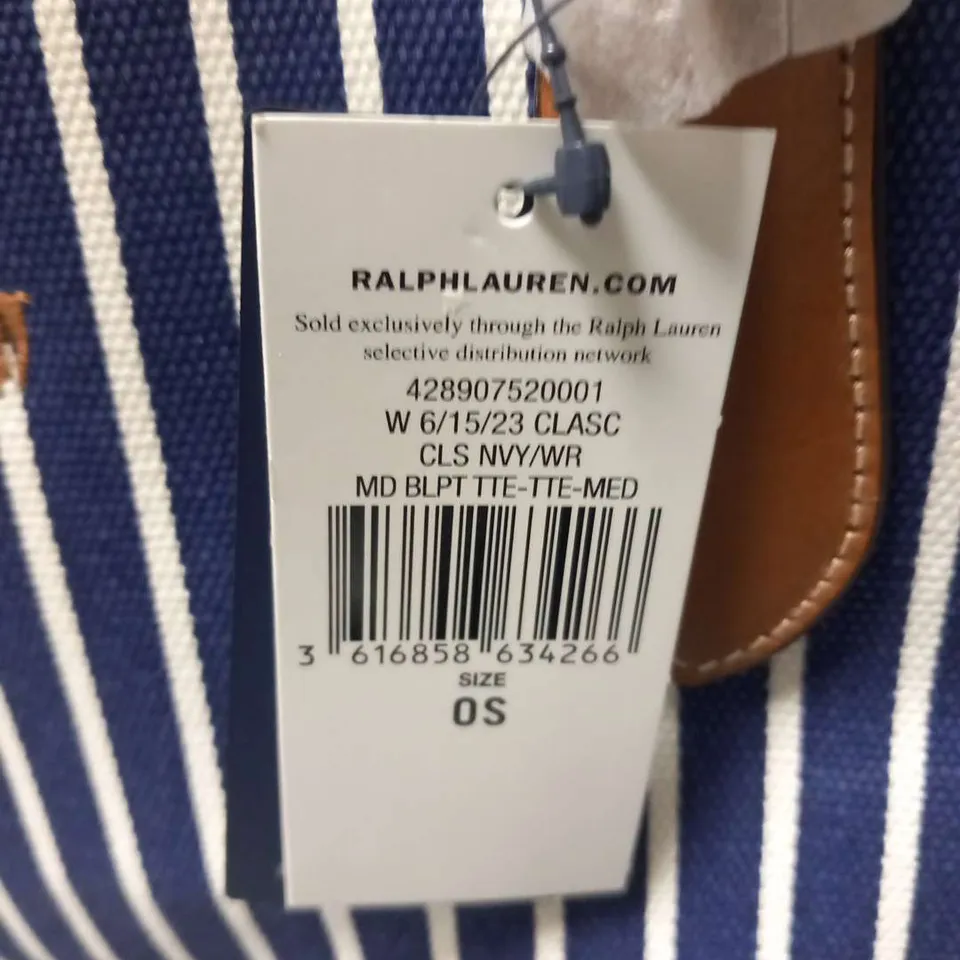 RALPHLAUREN.COM
Sold exclusively through the Ralph Lauren
selective distribution network
428907520001
W 6/15/23 CLASC
CLS NVY/WR
MD BLPT TTE-TTE-MED
3 616858 634266
SIZE
OS